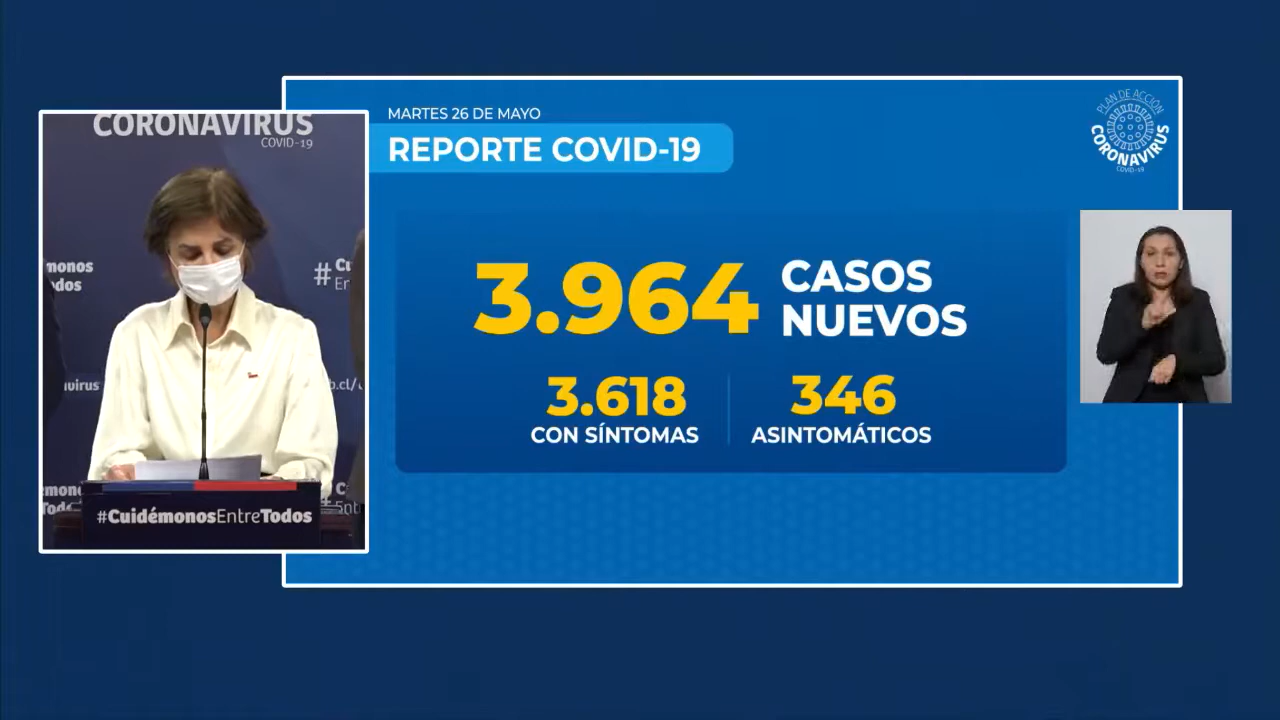 MARTES 26 DE MAYO
REPORTE COVID-19
3.964 CASOS
NUEVOS
3.618
CON SÍNTOMAS
346
ASINTOMÁTICOS
PLAN DE ACCIÓN
CORONAVIRUS
COVID-19
CORONAVIRUS
COVID-19
#CuidémonosEntreTodos